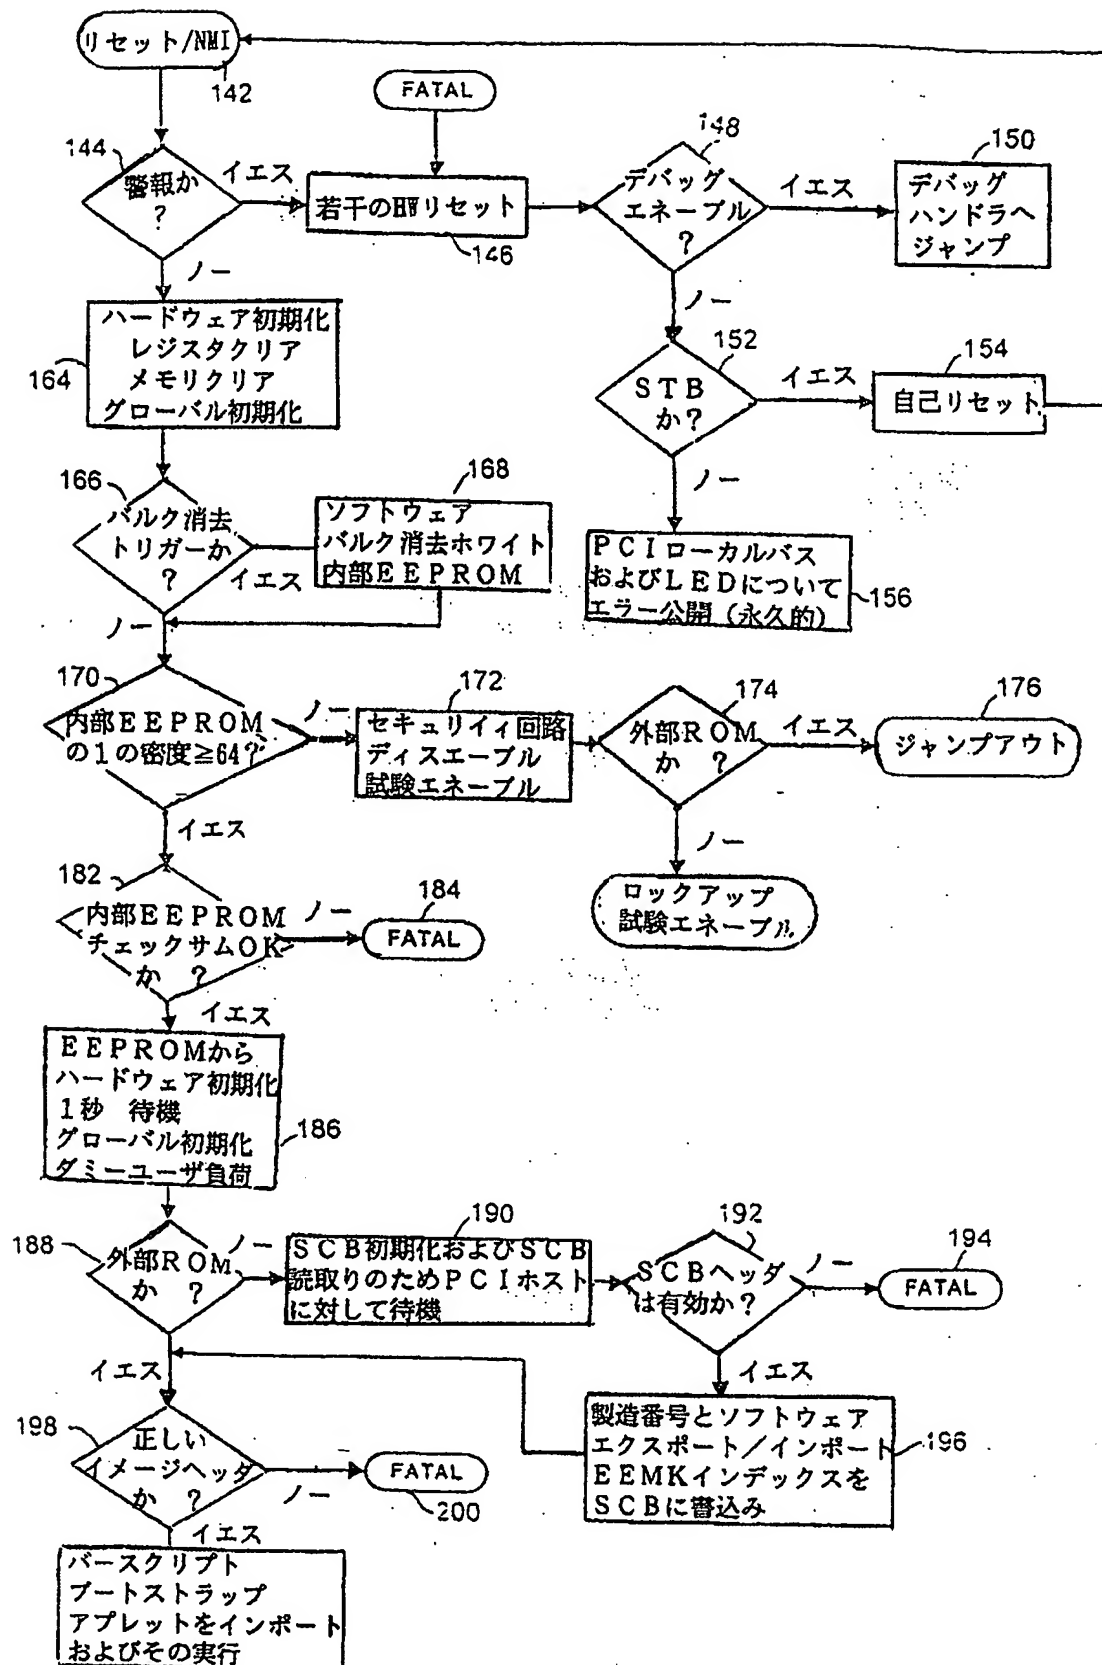 リセット/NMI
142
FATAL
144
警報か
?
イエス
若干のHWリセット
146
148
デバッグ
エネーブル
?
イエス
150
デバッグ
ハンドラへ
ジャンプ
ノー
ノー
164
ハードウェア初期化
レジスタクリア
メモリクリア
グローバル初期化
152
STB
か?
イエス
154
自己リセット
ノー
166
バルク消去
トリガーか
?
イエス
168
ソフトウェア
バルク消去ホワイト
内部EEPROM
PCIローカルバス
およびLEDについて
エラー公開(永久的)
156
ノー
170
内部EEPROM
の1の密度≧64?
ノー
172
セキュリイィ回路
ディスエーブル
試験エネーブル
174
外部ROM
か ?
イエス
176
ジャンプアウト
イエス
ノー
ロックアップ
試験エネーブル
182
内部EEPROM
チェックサムOK
か ?
ノー
184
FATAL
イエス
EEPROMから
ハードウェア初期化
1秒 待機
グローバル初期化
ダミーユーザ負荷
186
188
外部ROM
か ?
ノー
190
SCB初期化およびSCB
読取りのためPCIホスト
に対して待機
192
SCBヘッダ
は有効か?
ノー
194
FATAL
イエス
イエス
製造番号とソフトウェア
エクスポート/インポート
EEMKインデックスを
SCBに書込み
196
198
正しい
イメージヘッダ
か ?
ノー
FATAL
200
イエス
バースクリプト
ブートストラップ
アプレットをインポート
およびその実行